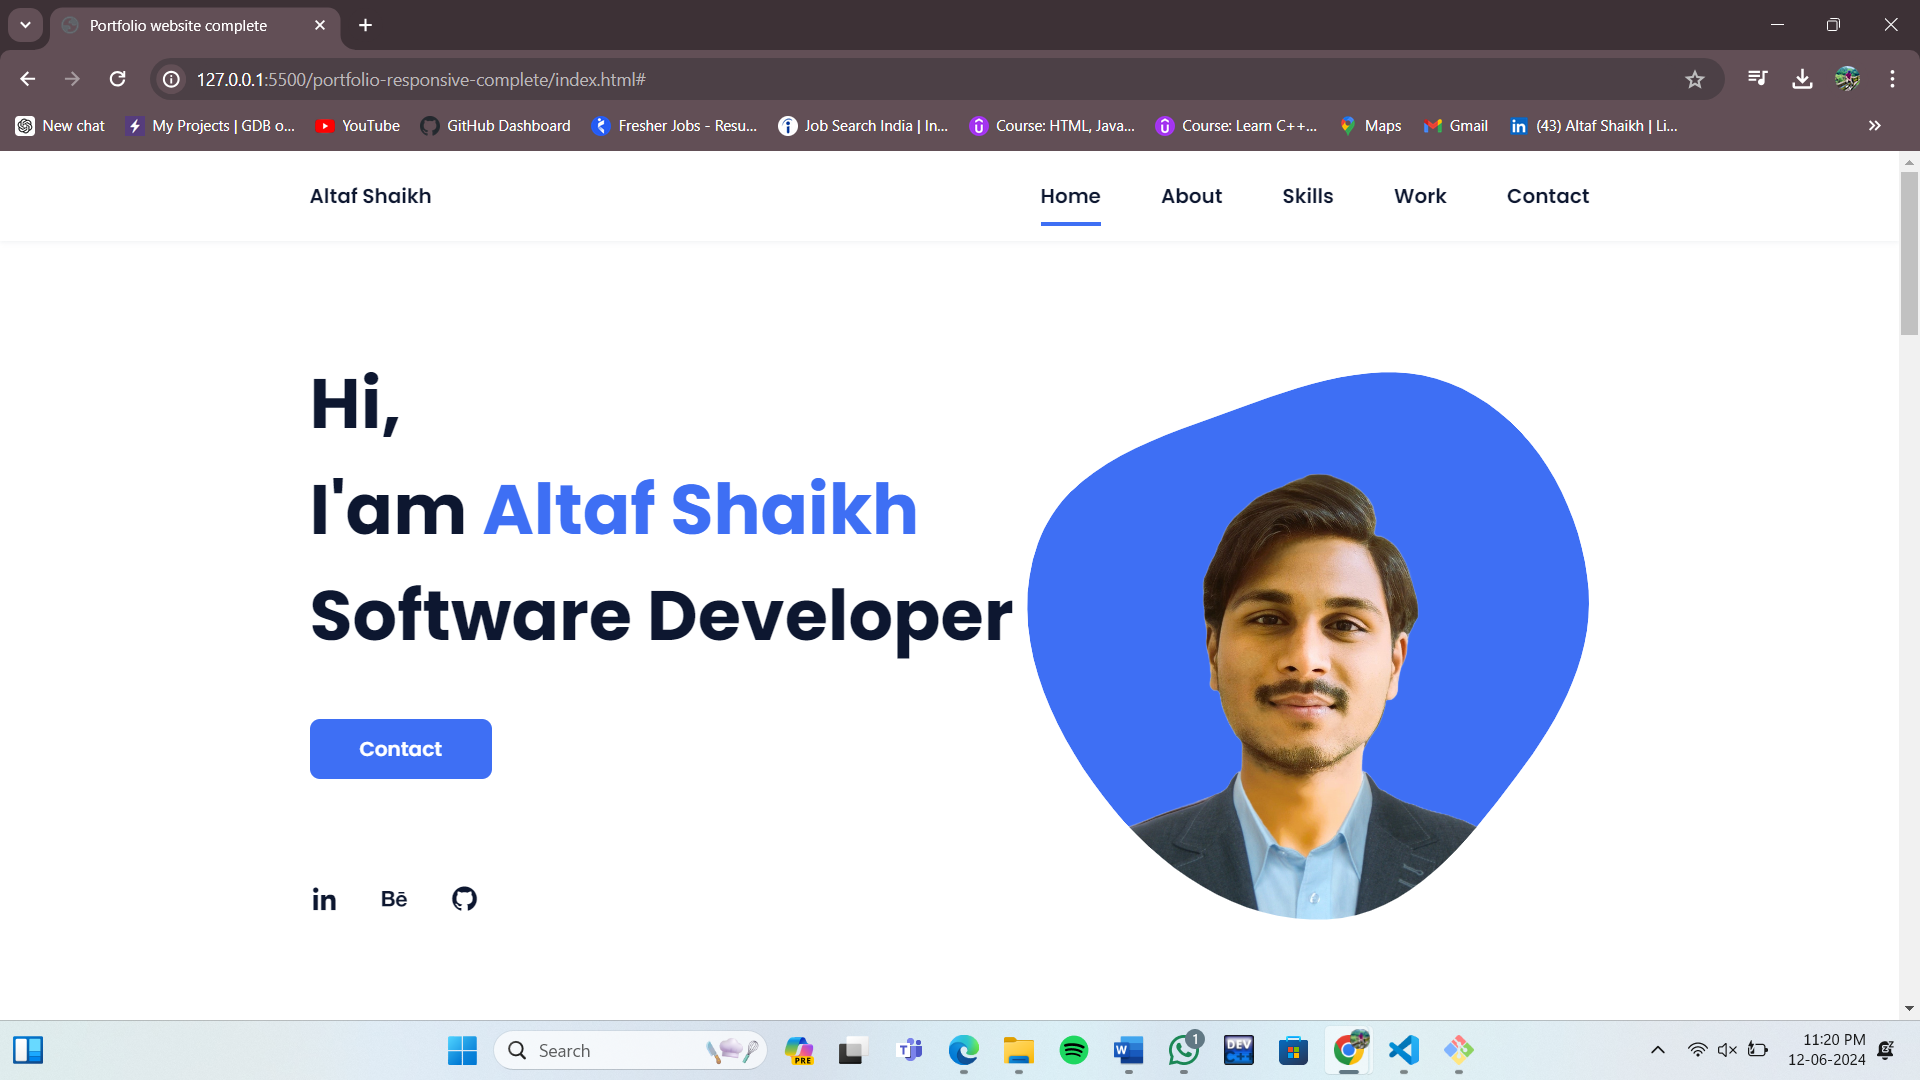 Portfolio website complete
127.0.0.1:5500/portfolio-responsive-complete/index.html#
New chat My Projects | GDB o... YouTube GitHub Dashboard Fresher Jobs - Resu... Job Search India | In... Course: HTML, Java... Course: Learn C++... Maps Gmail (43) Altaf Shaikh | Li...
Altaf Shaikh Home About Skills Work Contact
Hi,
I'am Altaf Shaikh
Software Developer
Contact
in Bē
Search PRE DEV C++ 1 11:20 PM
12-06-2024